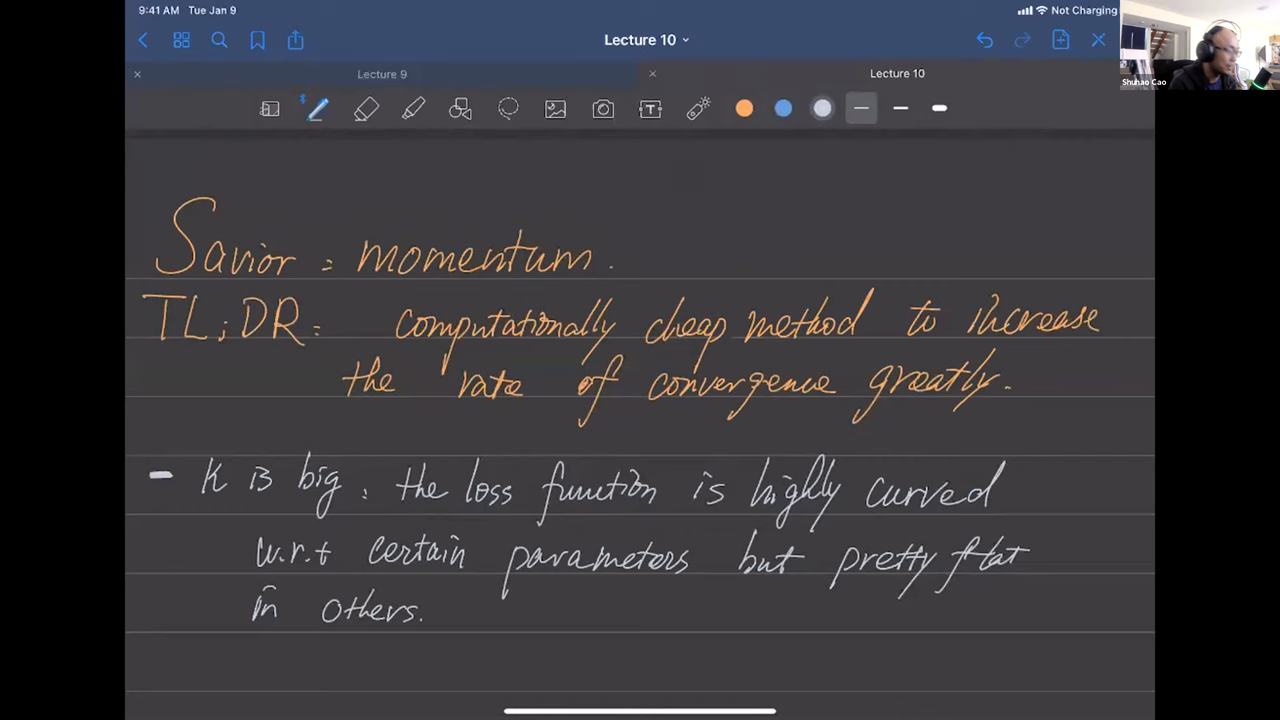 9:41 AM Tue Jan 9
Not Charging
Lecture 10
Shuhao Cao
Lecture 9
Lecture 10
Savior: momentum.
TL;DR: computationally cheap method to increase
the rate of convergence greatly.
- K is big: the loss function is highly curved
w.r.t certain parameters but pretty flat
in others.